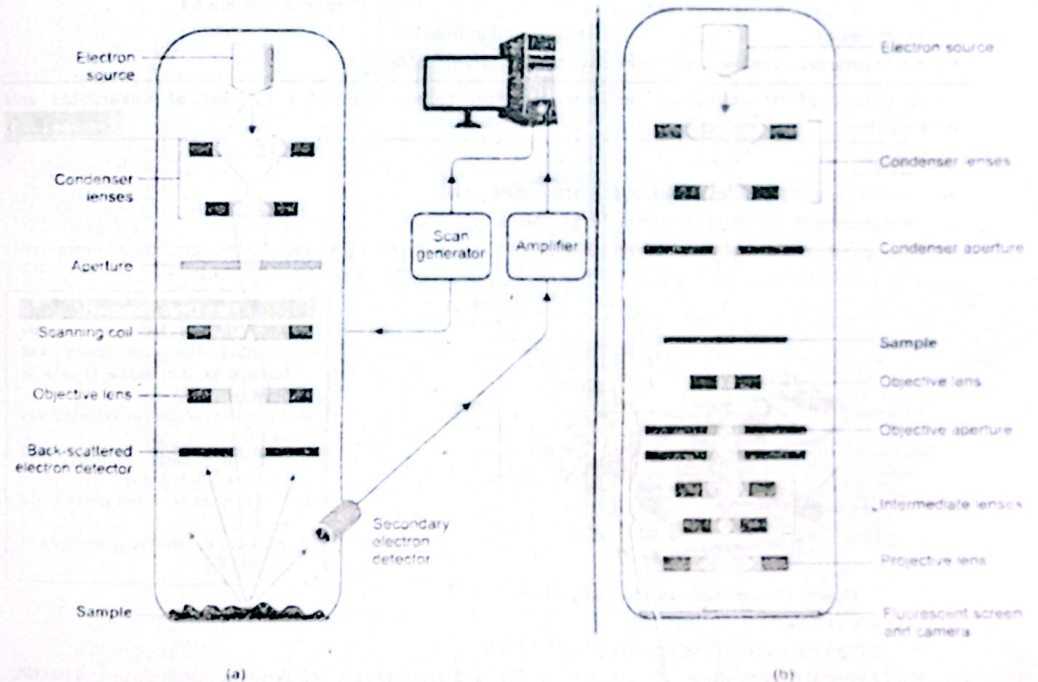 Electron
source
Condenser
lenses
Aperture
Scanning coil
Objective lens
Back-scattered
electron detector
Sample
Scan
generator
Amplifier
Secondary
electron
detector
(a)
Electron source
Condenser lenses
Condenser aperture
Sample
Objective lens
Objective aperture
Intermediate lenses
Projective lens
Fluorescent screen
and camera
(b)